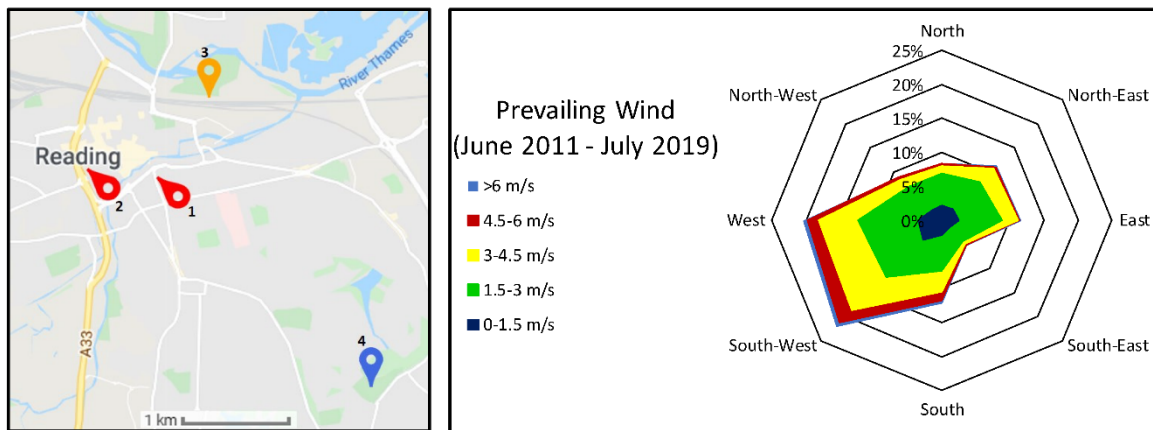 3
River Thames
Reading
2
1
A33
4
1 km
Prevailing Wind
(June 2011 - July 2019)
>6 m/s
4.5-6 m/s
3-4.5 m/s
1.5-3 m/s
0-1.5 m/s
North
25%
20%
15%
10%
5%
0%
North-West
North-East
West
East
South-West
South-East
South